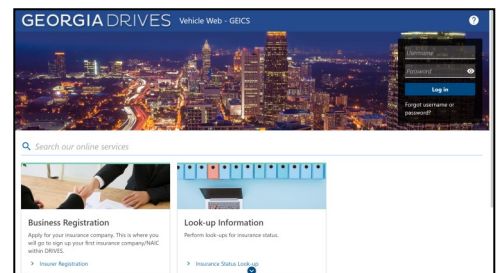 GEORGIA DRIVES Vehicle Web - GEICS
?
Username
Password
Log in
Forgot username or
password?
Search our online services
Business Registration
Apply for your insurance company. This is where you
will go to sign up your first insurance company/NAIC
within DRIVES.
> Insurer Registration
Look-up Information
Perform look-ups for insurance status.
> Insurance Status Look-up